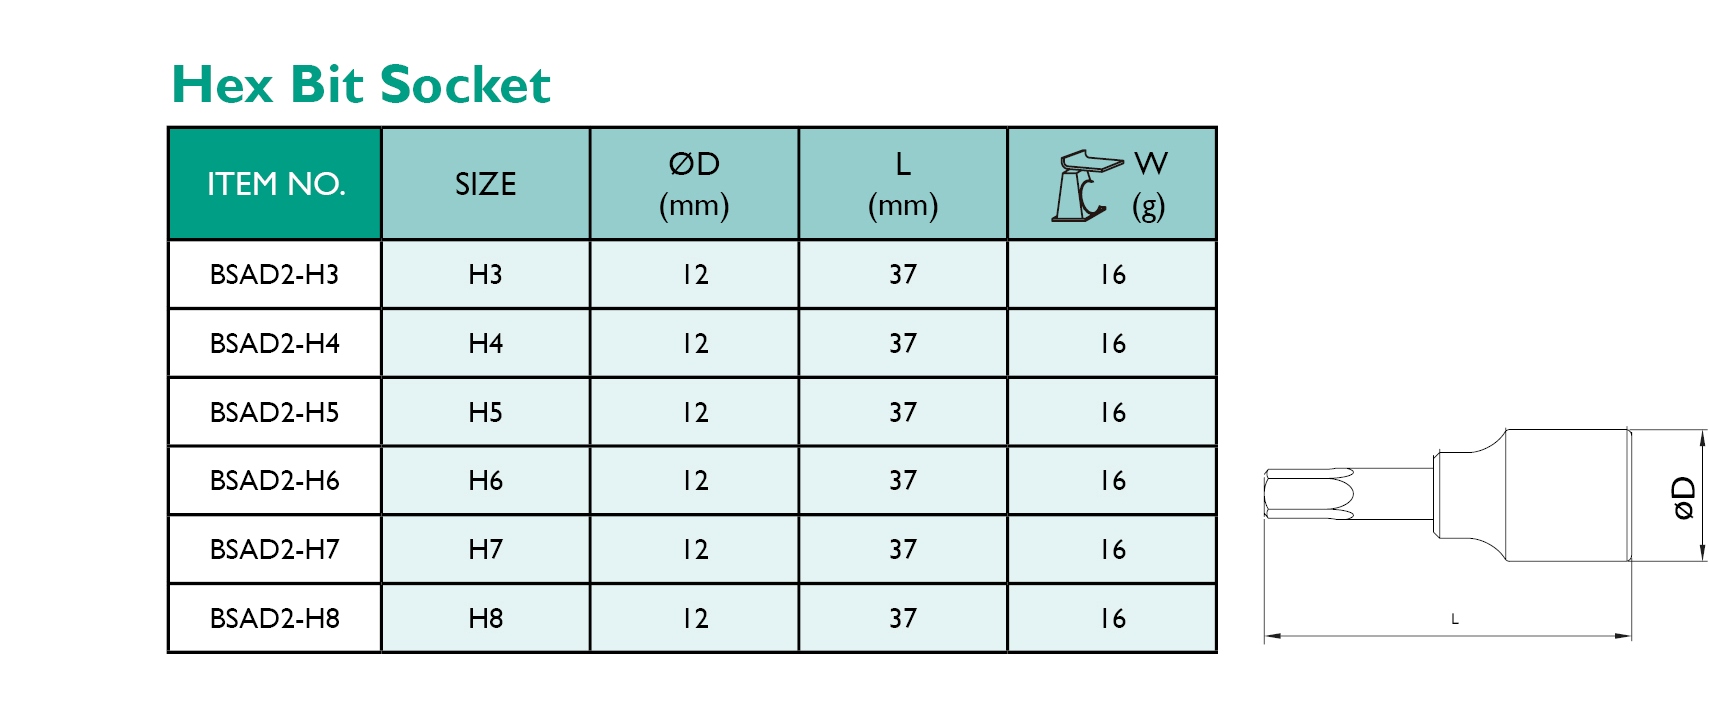 Hex Bit Socket
ITEM NO. SIZE ØD (mm) L (mm) W (g)
BSAD2-H3 H3 12 37 16
BSAD2-H4 H4 12 37 16
BSAD2-H5 H5 12 37 16
BSAD2-H6 H6 12 37 16
BSAD2-H7 H7 12 37 16
BSAD2-H8 H8 12 37 16
øD
L